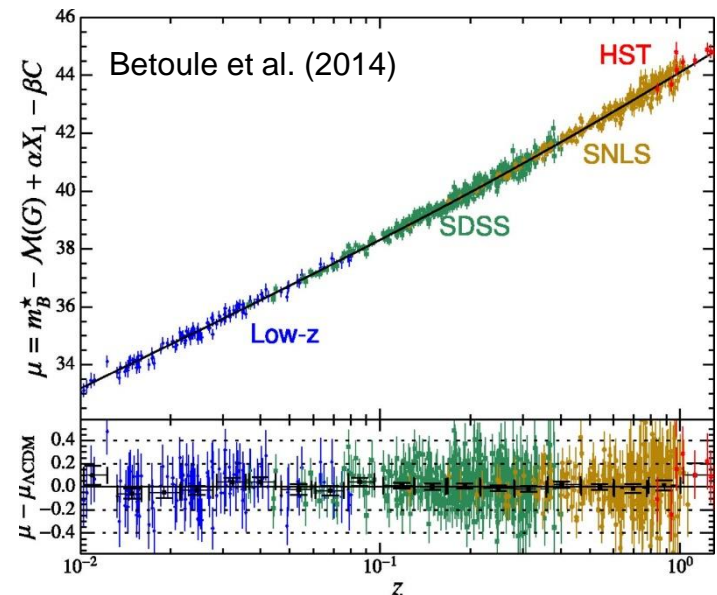 Betoule et al. (2014)
HST
SNLS
SDSS
Low-z
μ = m⋆B − M(G) + αX1 − βC
46
44
42
40
38
36
34
μ − μΛCDM
0.4
0.2
0.0
−0.2
−0.4
10−2
10−1
100
z